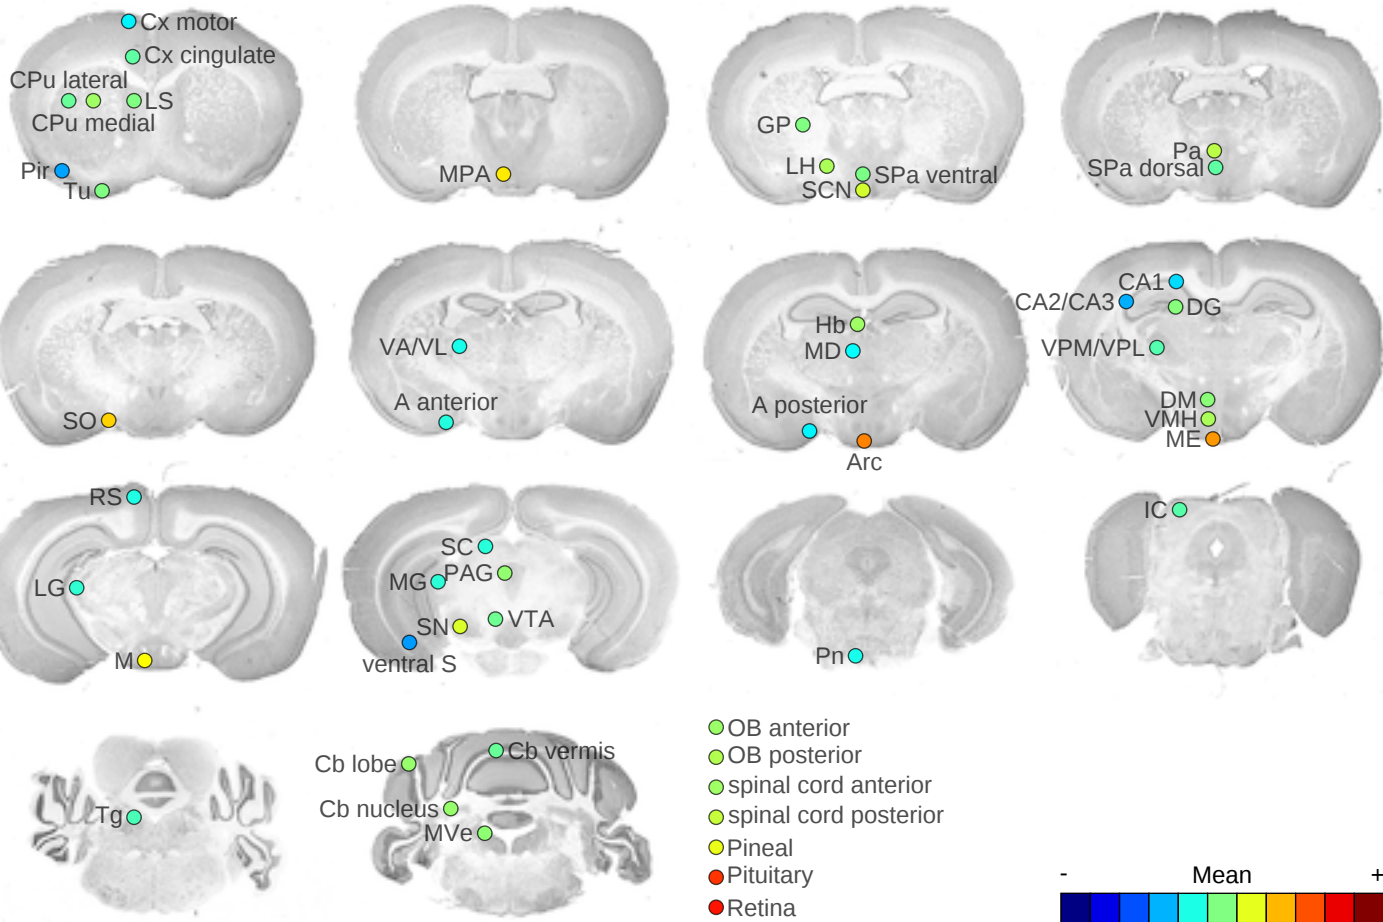 Cx motor
Cx cingulate
CPu lateral
LS
CPu medial
Pir
Tu
MPA
GP
LH
SPa ventral
SCN
Pa
SPa dorsal
SO
VA/VL
A anterior
Hb
MD
A posterior
Arc
CA1
CA2/CA3
DG
VPM/VPL
DM
VMH
ME
RS
LG
M
SC
MG
PAG
SN
VTA
ventral S
Pn
IC
Tg
Cb lobe
Cb vermis
Cb nucleus
MVe
OB anterior
OB posterior
spinal cord anterior
spinal cord posterior
Pineal
Pituitary
Retina
- Mean +